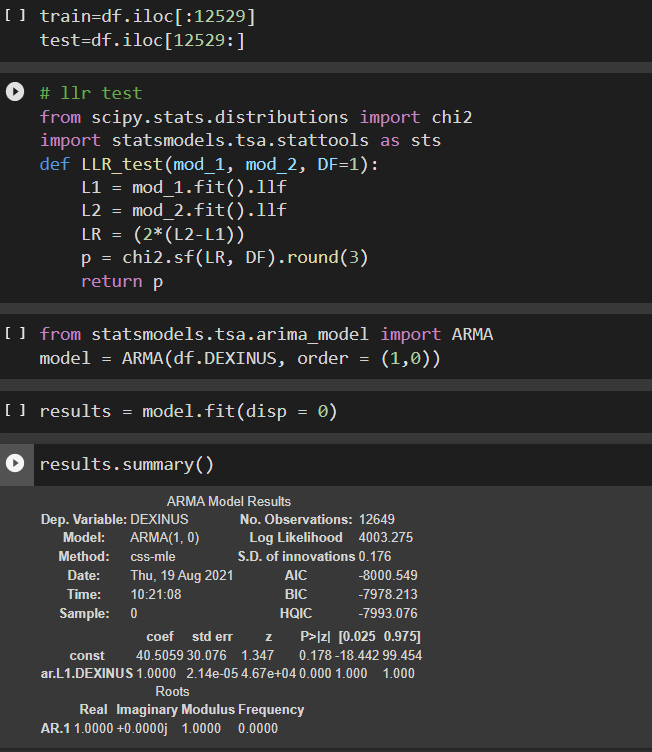 [ ] train=df.iloc[:12529]
test=df.iloc[12529:]
# llr test
from scipy.stats.distributions import chi2
import statsmodels.tsa.stattools as sts
def LLR_test(mod_1, mod_2, DF=1):
    L1 = mod_1.fit().llf
    L2 = mod_2.fit().llf
    LR = (2*(L2-L1))
    p = chi2.sf(LR, DF).round(3)
    return p
[ ] from statsmodels.tsa.arima_model import ARMA
model = ARMA(df.DEXINUS, order = (1,0))
[ ] results = model.fit(disp = 0)
results.summary()
ARMA Model Results
Dep. Variable: DEXINUS No. Observations: 12649
Model: ARMA(1, 0) Log Likelihood 4003.275
Method: css-mle S.D. of innovations 0.176
Date: Thu, 19 Aug 2021 AIC -8000.549
Time: 10:21:08 BIC -7978.213
Sample: 0 HQIC -7993.076
coef std err z P>|z| [0.025 0.975]
const 40.5059 30.076 1.347 0.178 -18.442 99.454
ar.L1.DEXINUS 1.0000 2.14e-05 4.67e+04 0.000 1.000 1.000
Roots
Real Imaginary Modulus Frequency
AR.1 1.0000 +0.0000j 1.0000 0.0000